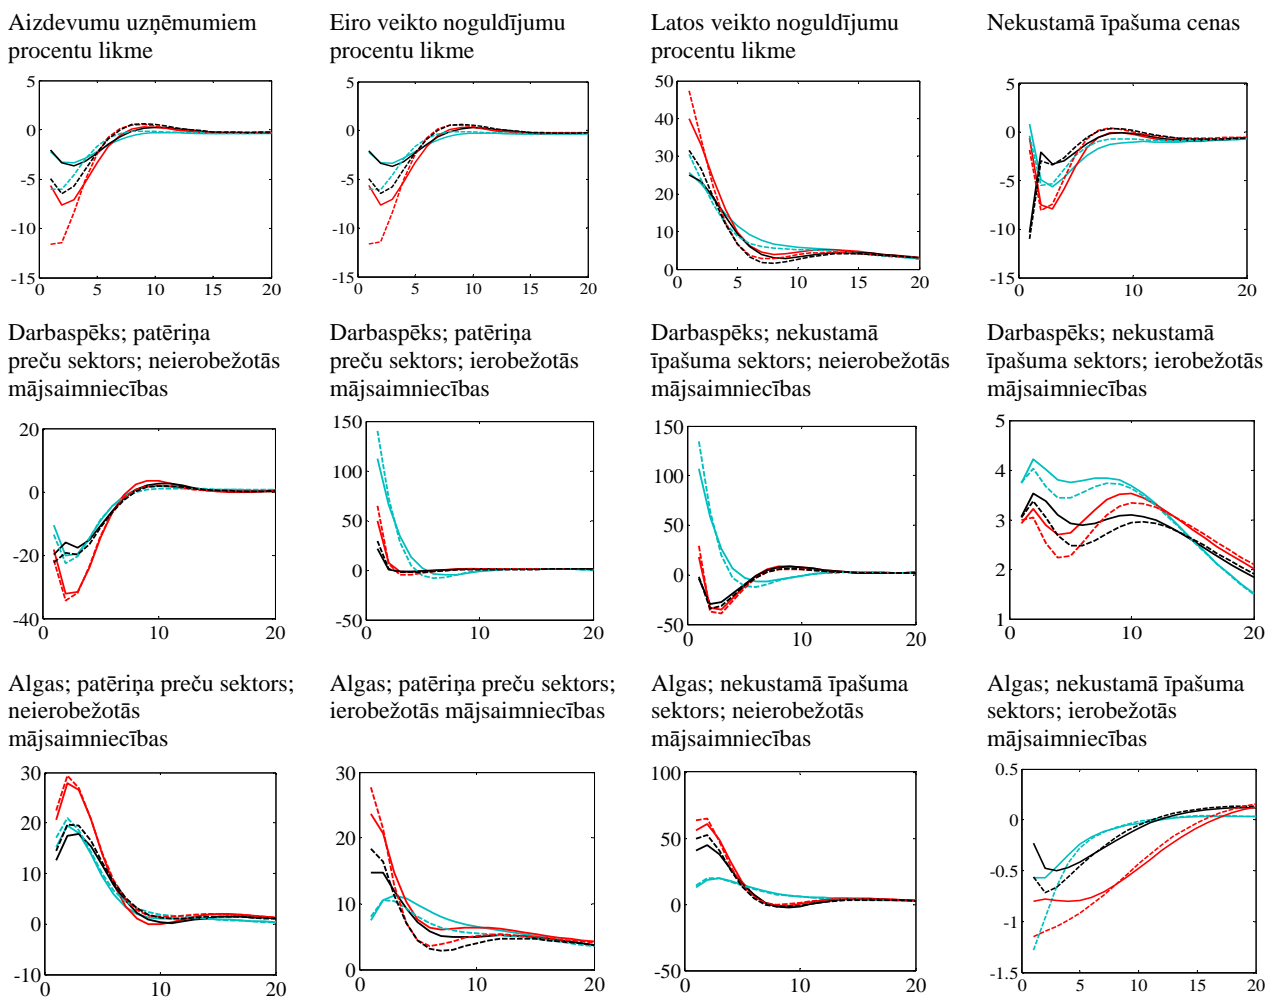 Aizdevumu uzņēmumiem
procentu likme
Eiro veikto noguldījumu
procentu likme
Latos veikto noguldījumu
procentu likme
Nekustamā īpašuma cenas
5
0
-5
-10
-15
0 5 10 15 20
5
0
-5
-10
-15
0 5 10 15 20
50
40
30
20
10
0
0 5 10 15 20
5
0
-5
-10
-15
0 10 20
Darbaspēks; patēriņa
preču sektors; neierobežotās
mājsaimniecības
Darbaspēks; patēriņa
preču sektors; ierobežotās
mājsaimniecības
Darbaspēks; nekustamā
īpašuma sektors; neierobežotās
mājsaimniecības
Darbaspēks; nekustamā
īpašuma sektors; ierobežotās
mājsaimniecības
20
0
-20
-40
0 10 20
150
100
50
0
-50
0 10 20
150
100
50
0
-50
0 10 20
5
4
3
2
1
0 10 20
Algas; patēriņa preču sektors;
neierobežotās
mājsaimniecības
Algas; patēriņa preču sektors;
ierobežotās mājsaimniecības
Algas; nekustamā īpašuma
sektors; neierobežotās
mājsaimniecības
Algas; nekustamā īpašuma
sektors; ierobežotās
mājsaimniecības
30
20
10
0
-10
0 10 20
30
20
10
0
0 10 20
100
50
0
-50
0 10 20
0.5
0
-0.5
-1
-1.5
0 5 10 15 20